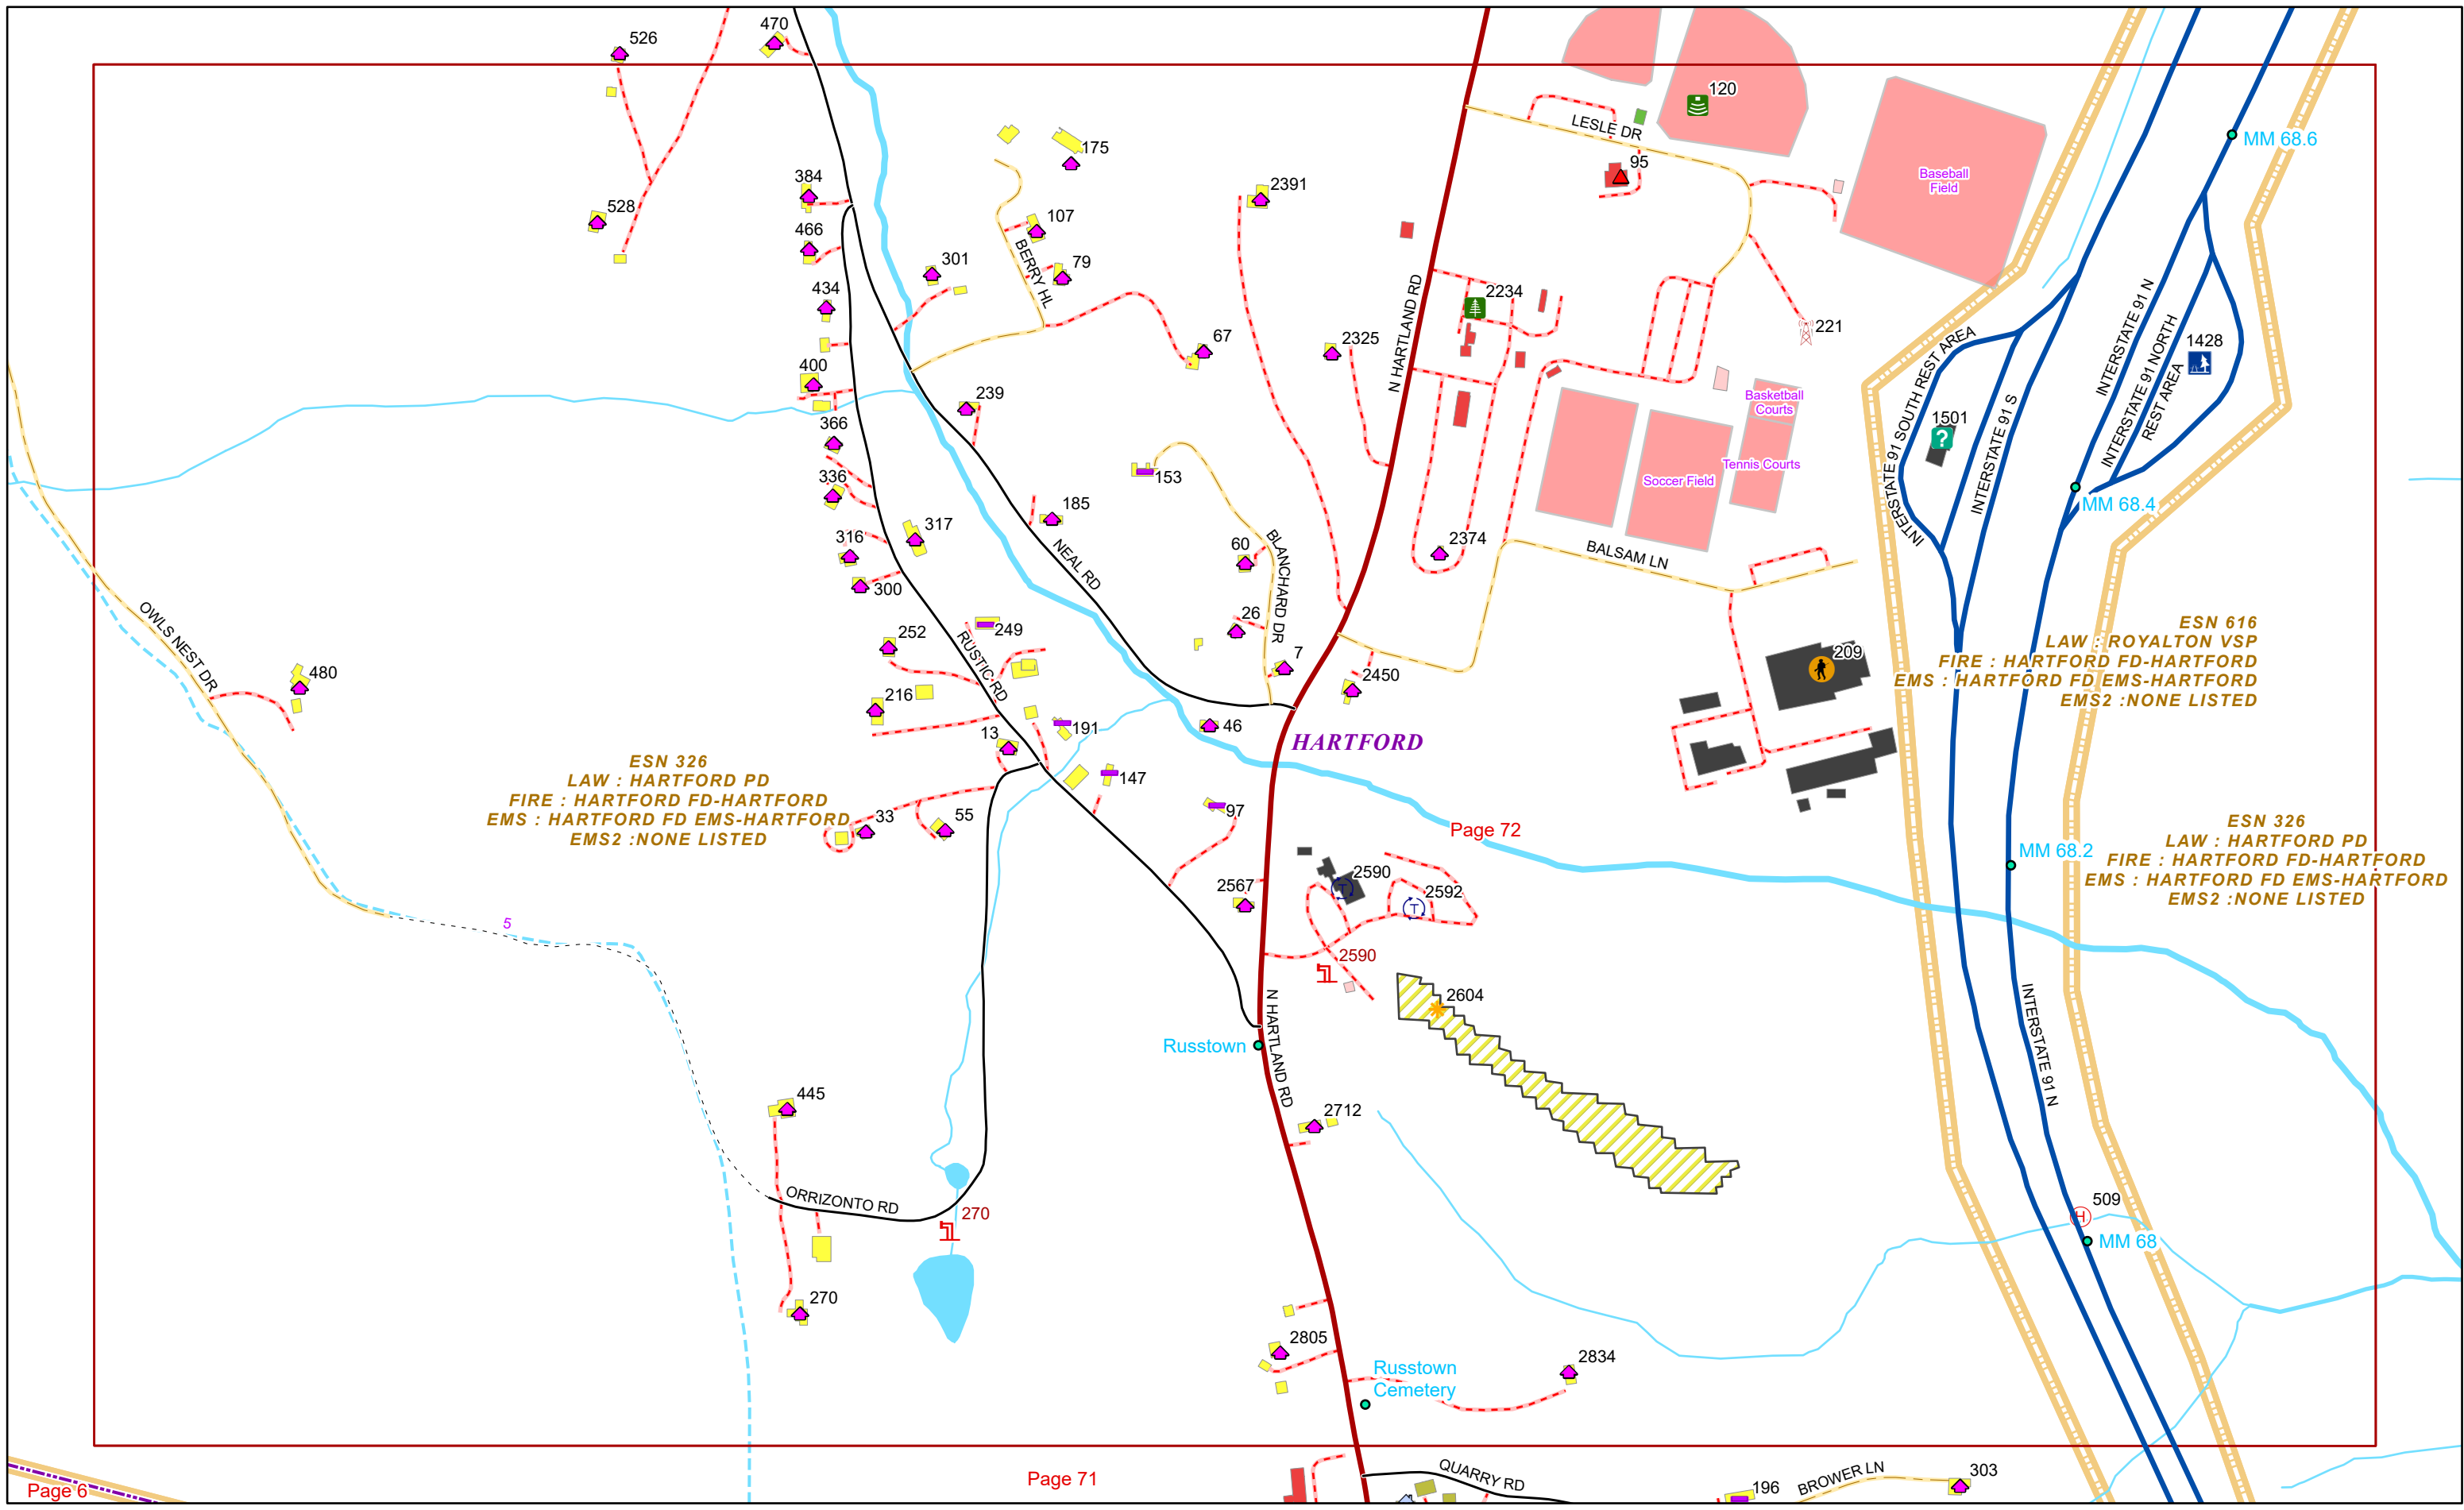 470
526
120
LESLE DR
MM 68.6
175
95
384
2391
Baseball
Field
528
107
466
BERRY HL
301
79
434
N HARTLAND RD
2234
221
INTERSTATE 91 N
67
2325
INTERSTATE 91 SOUTH REST AREA
INTERSTATE 91 NORTH
REST AREA
1428
400
239
Basketball
Courts
INTERSTATE 91 S
1501
366
336
153
Tennis Courts
Soccer Field
MM 68.4
185
317
316
NEAL RD
60
BLANCHARD DR
2374
BALSAM LN
300
OWLS NEST DR
26
249
252
RUSTIC RD
7
480
2450
209
ESN 616
LAW : ROYALTON VSP
FIRE : HARTFORD FD-HARTFORD
EMS : HARTFORD FD EMS-HARTFORD
EMS2 :NONE LISTED
216
13
191
46
HARTFORD
ESN 326
LAW : HARTFORD PD
FIRE : HARTFORD FD-HARTFORD
EMS : HARTFORD FD EMS-HARTFORD
EMS2 :NONE LISTED
147
97
33
55
Page 72
MM 68.2
ESN 326
LAW : HARTFORD PD
FIRE : HARTFORD FD-HARTFORD
EMS : HARTFORD FD EMS-HARTFORD
EMS2 :NONE LISTED
2567
2590
T
2592
T
5
2590
2604
N HARTLAND RD
INTERSTATE 91 N
Russtown
445
2712
ORRIZONTO RD
270
509
H
MM 68
270
2805
Russtown
Cemetery
2834
Page 6
Page 71
QUARRY RD
196
BROWER LN
303
?